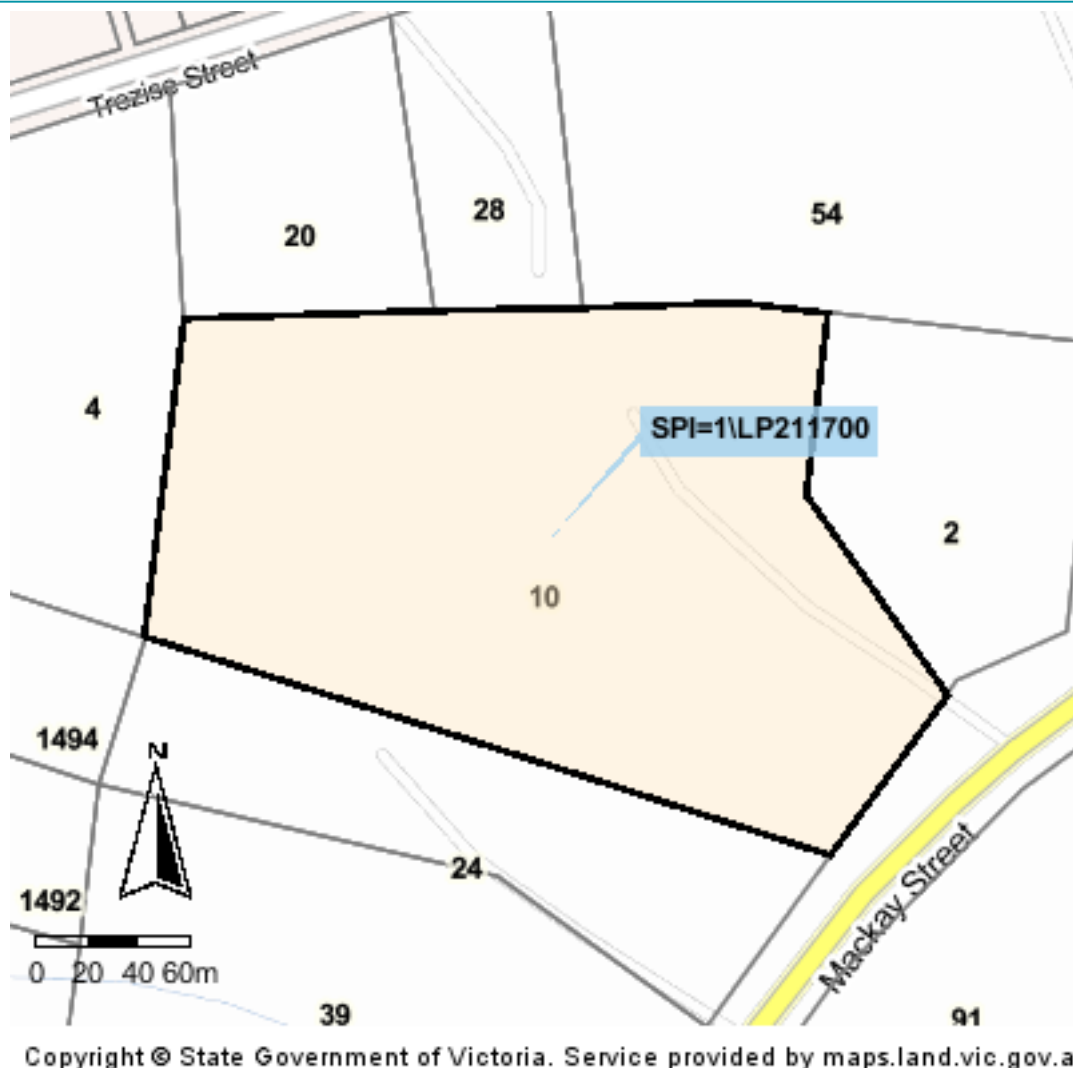 Trezise Street
28
54
20
4
SPI=1\LP211700
2
10
1494
N
24
1492
Mackay Street
0 20 40 60m
39
91
Copyright © State Government of Victoria. Service provided by maps.land.vic.gov.a